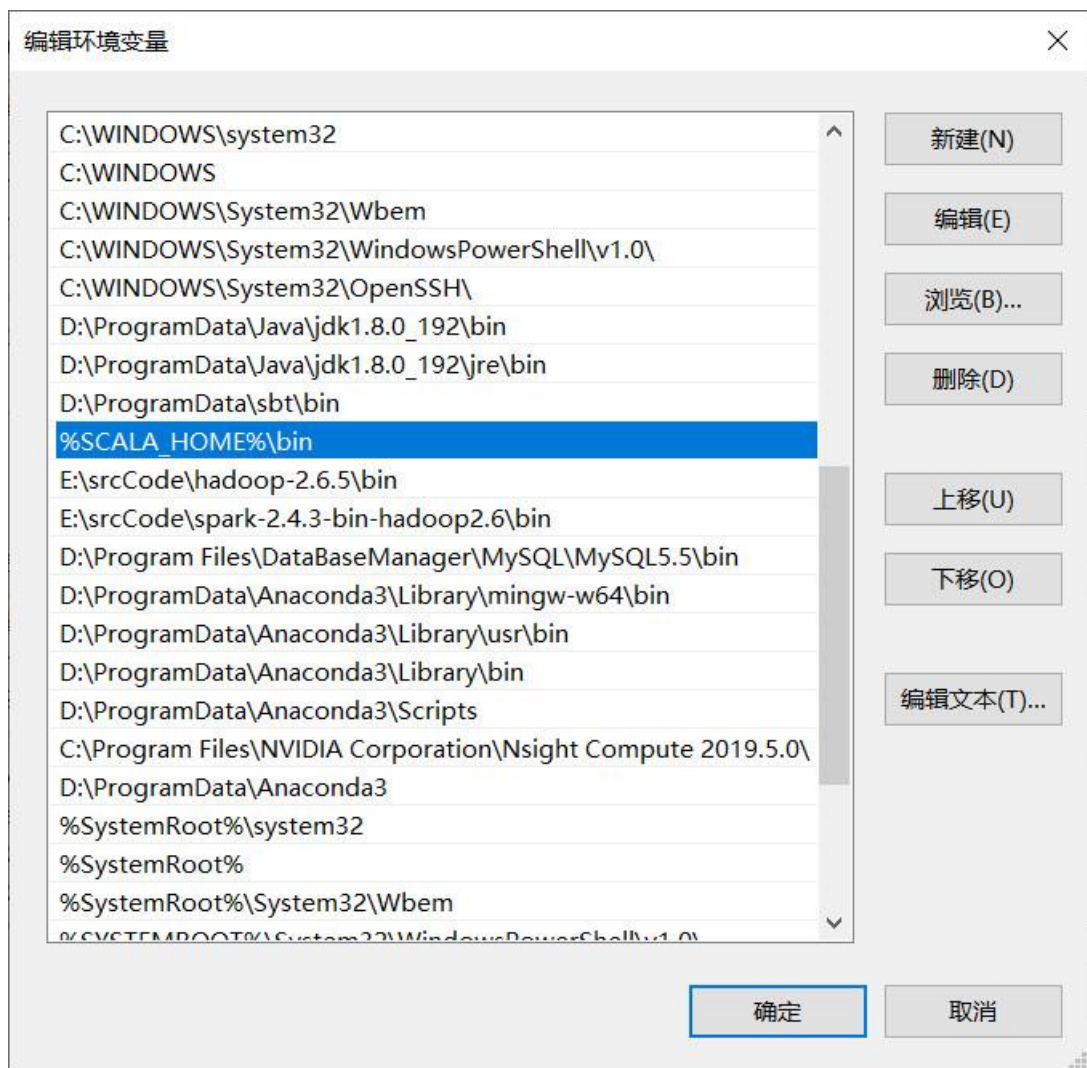 编辑环境变量
C:\WINDOWS\system32
C:\WINDOWS
C:\WINDOWS\System32\Wbem
C:\WINDOWS\System32\WindowsPowerShell\v1.0\
C:\WINDOWS\System32\OpenSSH\
D:\ProgramData\Java\jdk1.8.0_192\bin
D:\ProgramData\Java\jdk1.8.0_192\jre\bin
D:\ProgramData\sbt\bin
%SCALA_HOME%\bin
E:\srcCode\hadoop-2.6.5\bin
E:\srcCode\spark-2.4.3-bin-hadoop2.6\bin
D:\Program Files\DataBaseManager\MySQL\MySQL5.5\bin
D:\ProgramData\Anaconda3\Library\mingw-w64\bin
D:\ProgramData\Anaconda3\Library\usr\bin
D:\ProgramData\Anaconda3\Library\bin
D:\ProgramData\Anaconda3\Scripts
C:\Program Files\NVIDIA Corporation\Nsight Compute 2019.5.0\
D:\ProgramData\Anaconda3
%SystemRoot%\system32
%SystemRoot%
%SystemRoot%\System32\Wbem
%SYSTEMROOT%\System32\WindowsPowerShell\v1.0\
新建(N)
编辑(E)
浏览(B)...
删除(D)
上移(U)
下移(O)
编辑文本(T)...
确定
取消